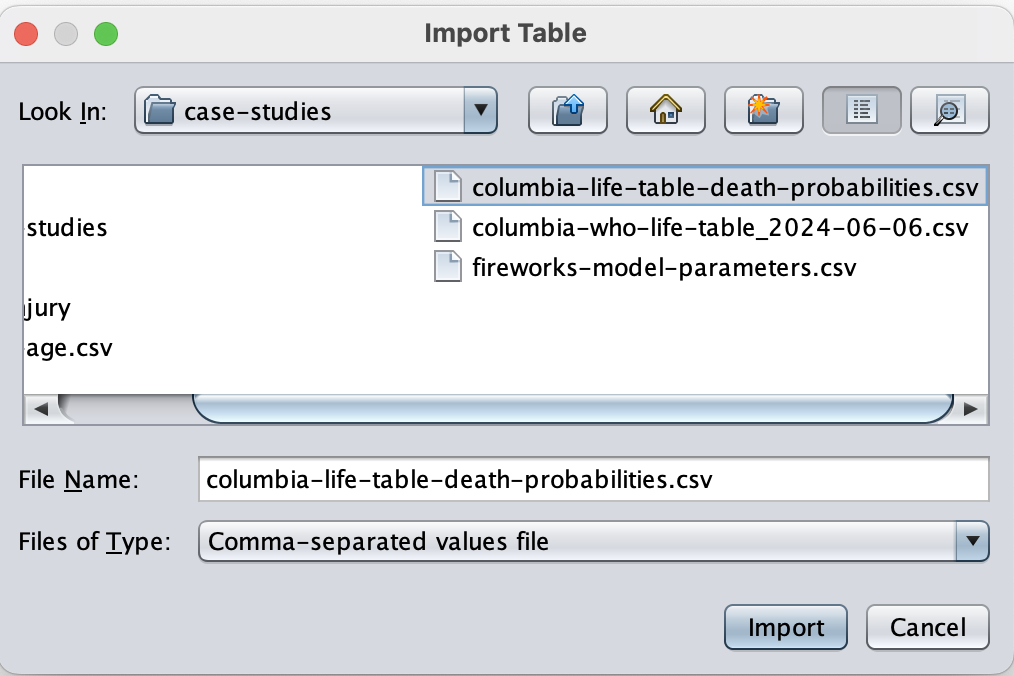 Import Table
Look In: case-studies
columbia-life-table-death-probabilities.csv
-studies
columbia-who-life-table_2024-06-06.csv
fireworks-model-parameters.csv
jury
age.csv
File Name: columbia-life-table-death-probabilities.csv
Files of Type: Comma-separated values file
Import Cancel